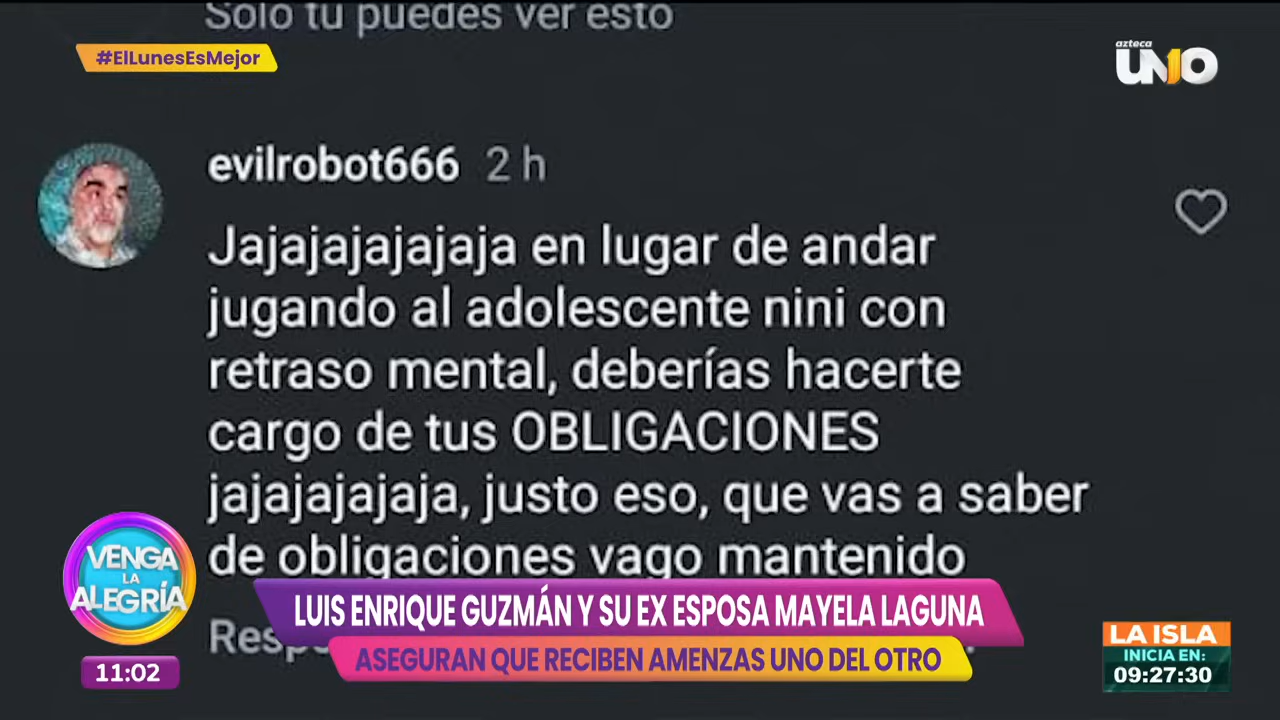 Solo tú puedes ver esto
#ElLunesEsMejor
azteca
UNO
evilrobot666 2 h
Jajajajajajaja en lugar de andar
jugando al adolescente nini con
retraso mental, deberías hacerte
cargo de tus OBLIGACIONES
jajajajajaja, justo eso, que vas a saber
de obligaciones vago mantenido
VENGA
LA
ALEGRÍA
LUIS ENRIQUE GUZMÁN Y SU EX ESPOSA MAYELA LAGUNA
ASEGURAN QUE RECIBEN AMENZAS UNO DEL OTRO
11:02
LA ISLA
INICIA EN:
09:27:30